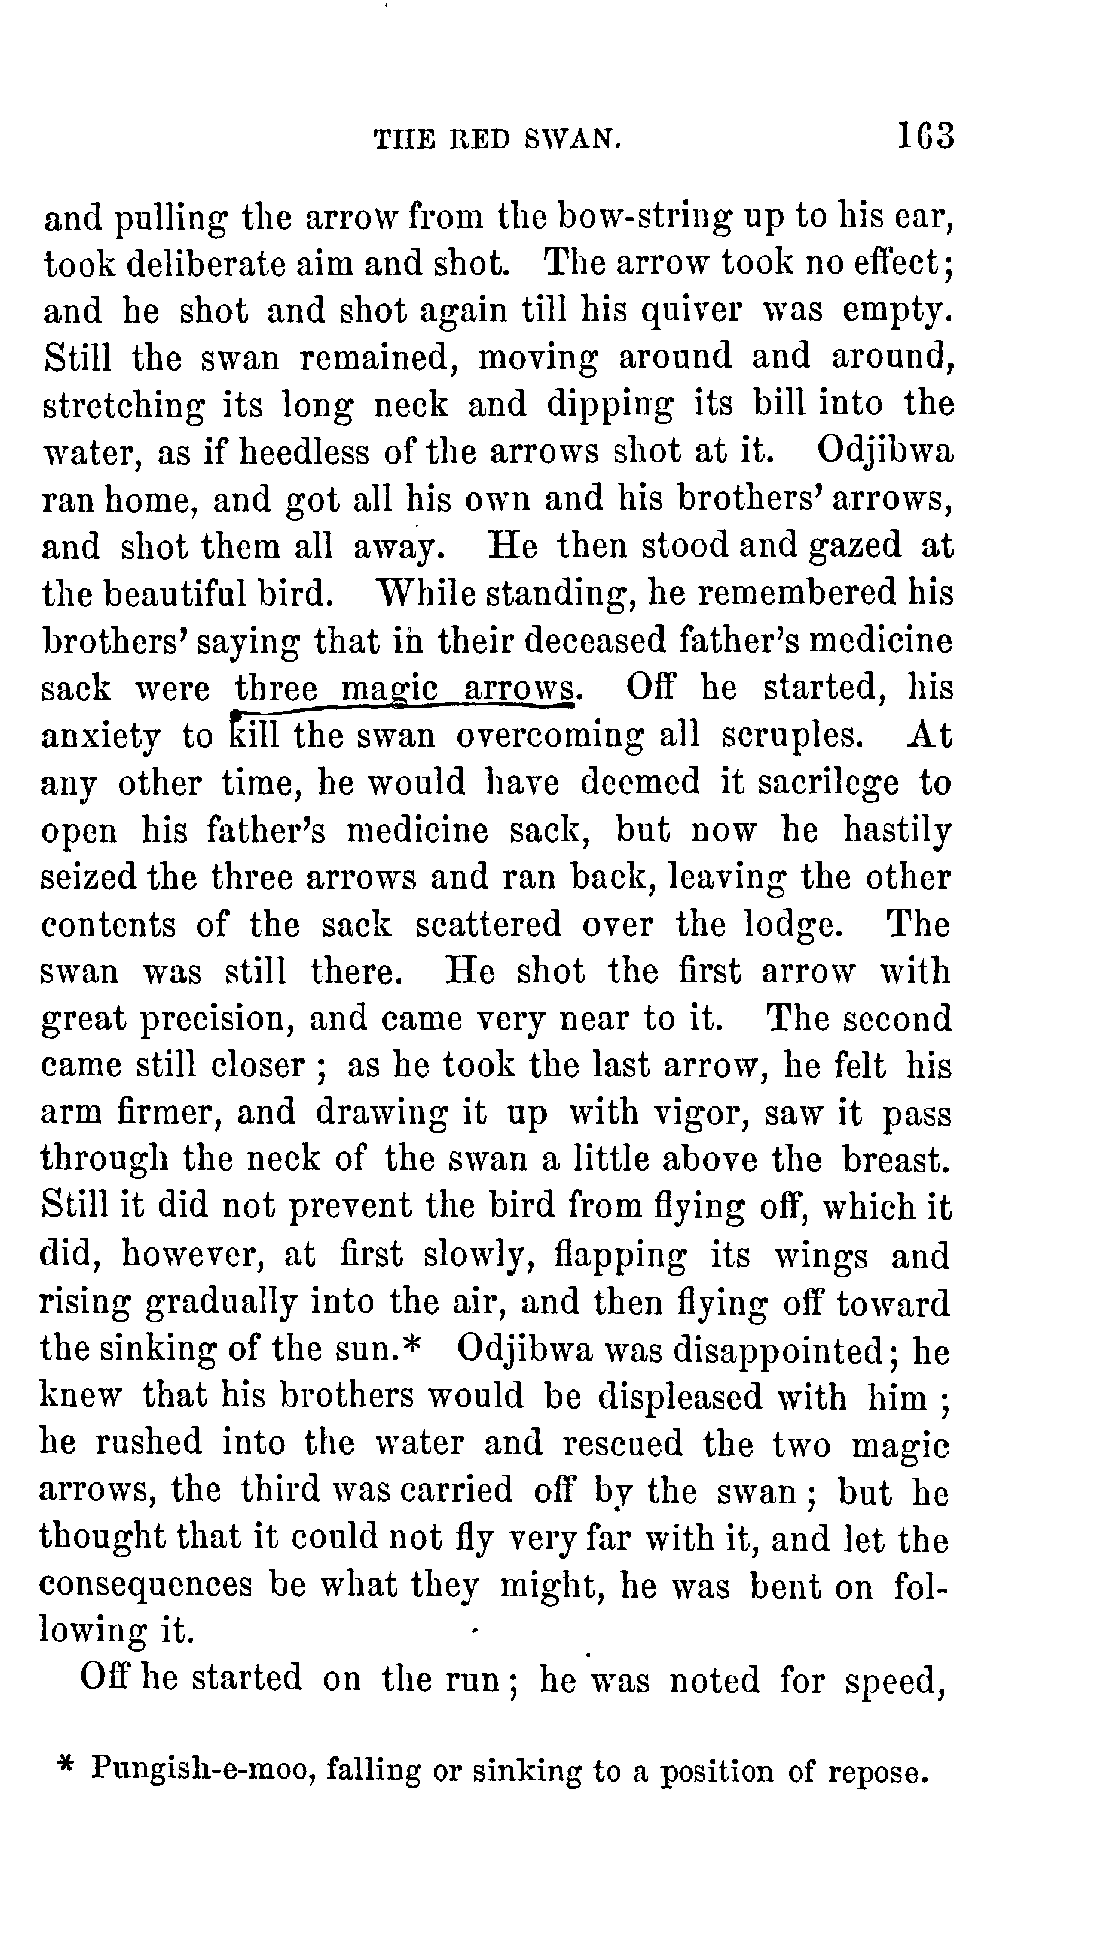 THE RED SWAN. 163
and pulling the arrow from the bow-string up to his ear,
took deliberate aim and shot. The arrow took no effect;
and he shot and shot again till his quiver was empty.
Still the swan remained, moving around and around,
stretching its long neck and dipping its bill into the
water, as if heedless of the arrows shot at it. Odjibwa
ran home, and got all his own and his brothers' arrows,
and shot them all away. He then stood and gazed at
the beautiful bird. While standing, he remembered his
brothers' saying that in their deceased father's medicine
sack were three magic arrows. Off he started, his
anxiety to kill the swan overcoming all scruples. At
any other time, he would have deemed it sacrilege to
open his father's medicine sack, but now he hastily
seized the three arrows and ran back, leaving the other
contents of the sack scattered over the lodge. The
swan was still there. He shot the first arrow with
great precision, and came very near to it. The second
came still closer ; as he took the last arrow, he felt his
arm firmer, and drawing it up with vigor, saw it pass
through the neck of the swan a little above the breast.
Still it did not prevent the bird from flying off, which it
did, however, at first slowly, flapping its wings and
rising gradually into the air, and then flying off toward
the sinking of the sun.* Odjibwa was disappointed; he
knew that his brothers would be displeased with him ;
he rushed into the water and rescued the two magic
arrows, the third was carried off by the swan ; but he
thought that it could not fly very far with it, and let the
consequences be what they might, he was bent on fol-
lowing it.
Off he started on the run ; he was noted for speed,
* Pungish-e-moo, falling or sinking to a position of repose.